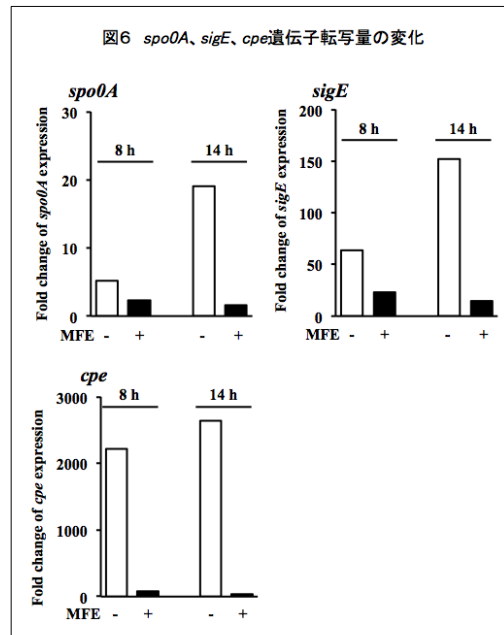 図6 spo0A、sigE、cpe遺伝子転写量の変化
spo0A
Fold change of spo0A expression
30
20
10
0
8 h
14 h
MFE - + - +
sigE
Fold change of sigE expression
200
150
100
50
0
8 h
14 h
MFE - + - +
cpe
Fold change of cpe expression
3000
2000
1000
0
8 h
14 h
MFE - + - +